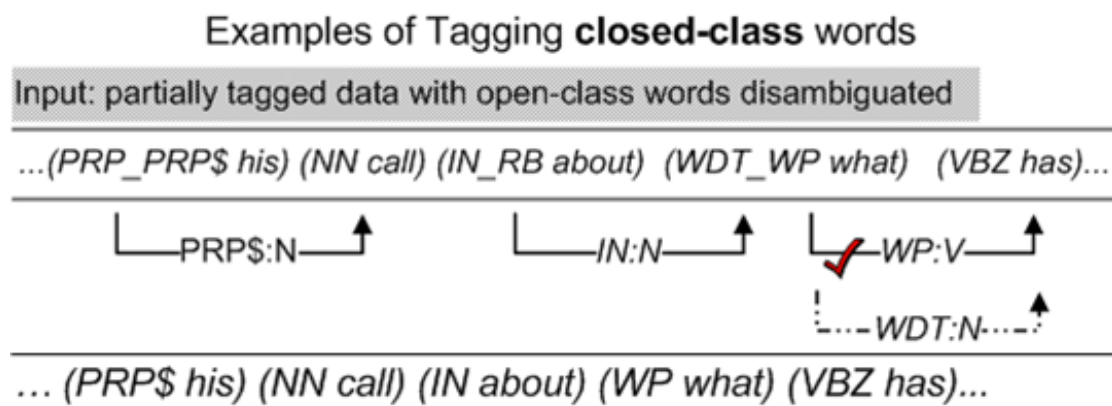 Examples of Tagging closed-class words
Input: partially tagged data with open-class words disambiguated
...(PRP_PRP$ his) (NN call) (IN_RB about) (WDT_WP what) (VBZ has)...
PRP$:N IN:N WP:V
WDT:N
... (PRP$ his) (NN call) (IN about) (WP what) (VBZ has)...